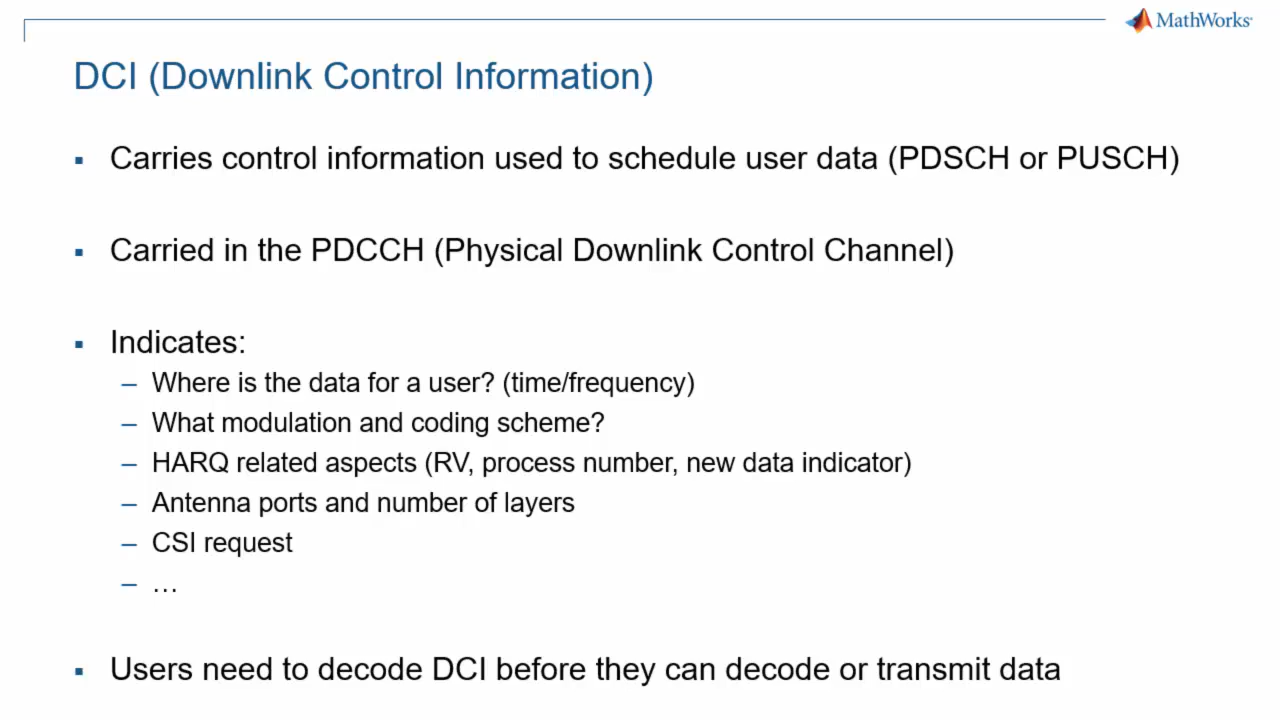 MathWorks
DCI (Downlink Control Information)
▪ Carries control information used to schedule user data (PDSCH or PUSCH)
▪ Carried in the PDCCH (Physical Downlink Control Channel)
▪ Indicates:
– Where is the data for a user? (time/frequency)
– What modulation and coding scheme?
– HARQ related aspects (RV, process number, new data indicator)
– Antenna ports and number of layers
– CSI request
– …
▪ Users need to decode DCI before they can decode or transmit data